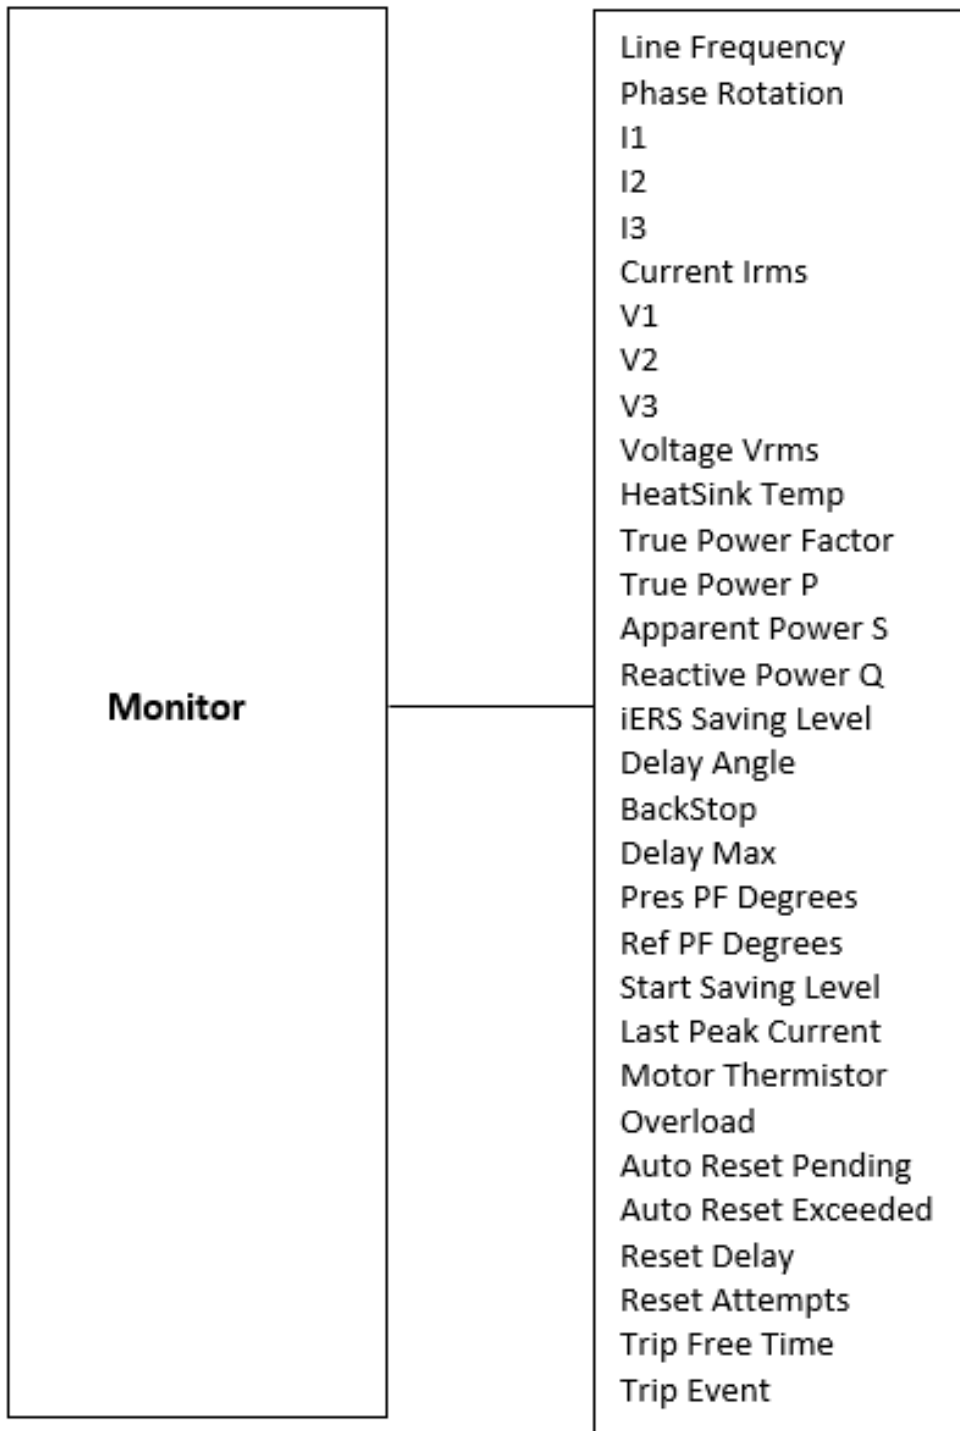 Monitor
Line Frequency
Phase Rotation
I1
I2
I3
Current Irms
V1
V2
V3
Voltage Vrms
HeatSink Temp
True Power Factor
True Power P
Apparent Power S
Reactive Power Q
iERS Saving Level
Delay Angle
BackStop
Delay Max
Pres PF Degrees
Ref PF Degrees
Start Saving Level
Last Peak Current
Motor Thermistor
Overload
Auto Reset Pending
Auto Reset Exceeded
Reset Delay
Reset Attempts
Trip Free Time
Trip Event